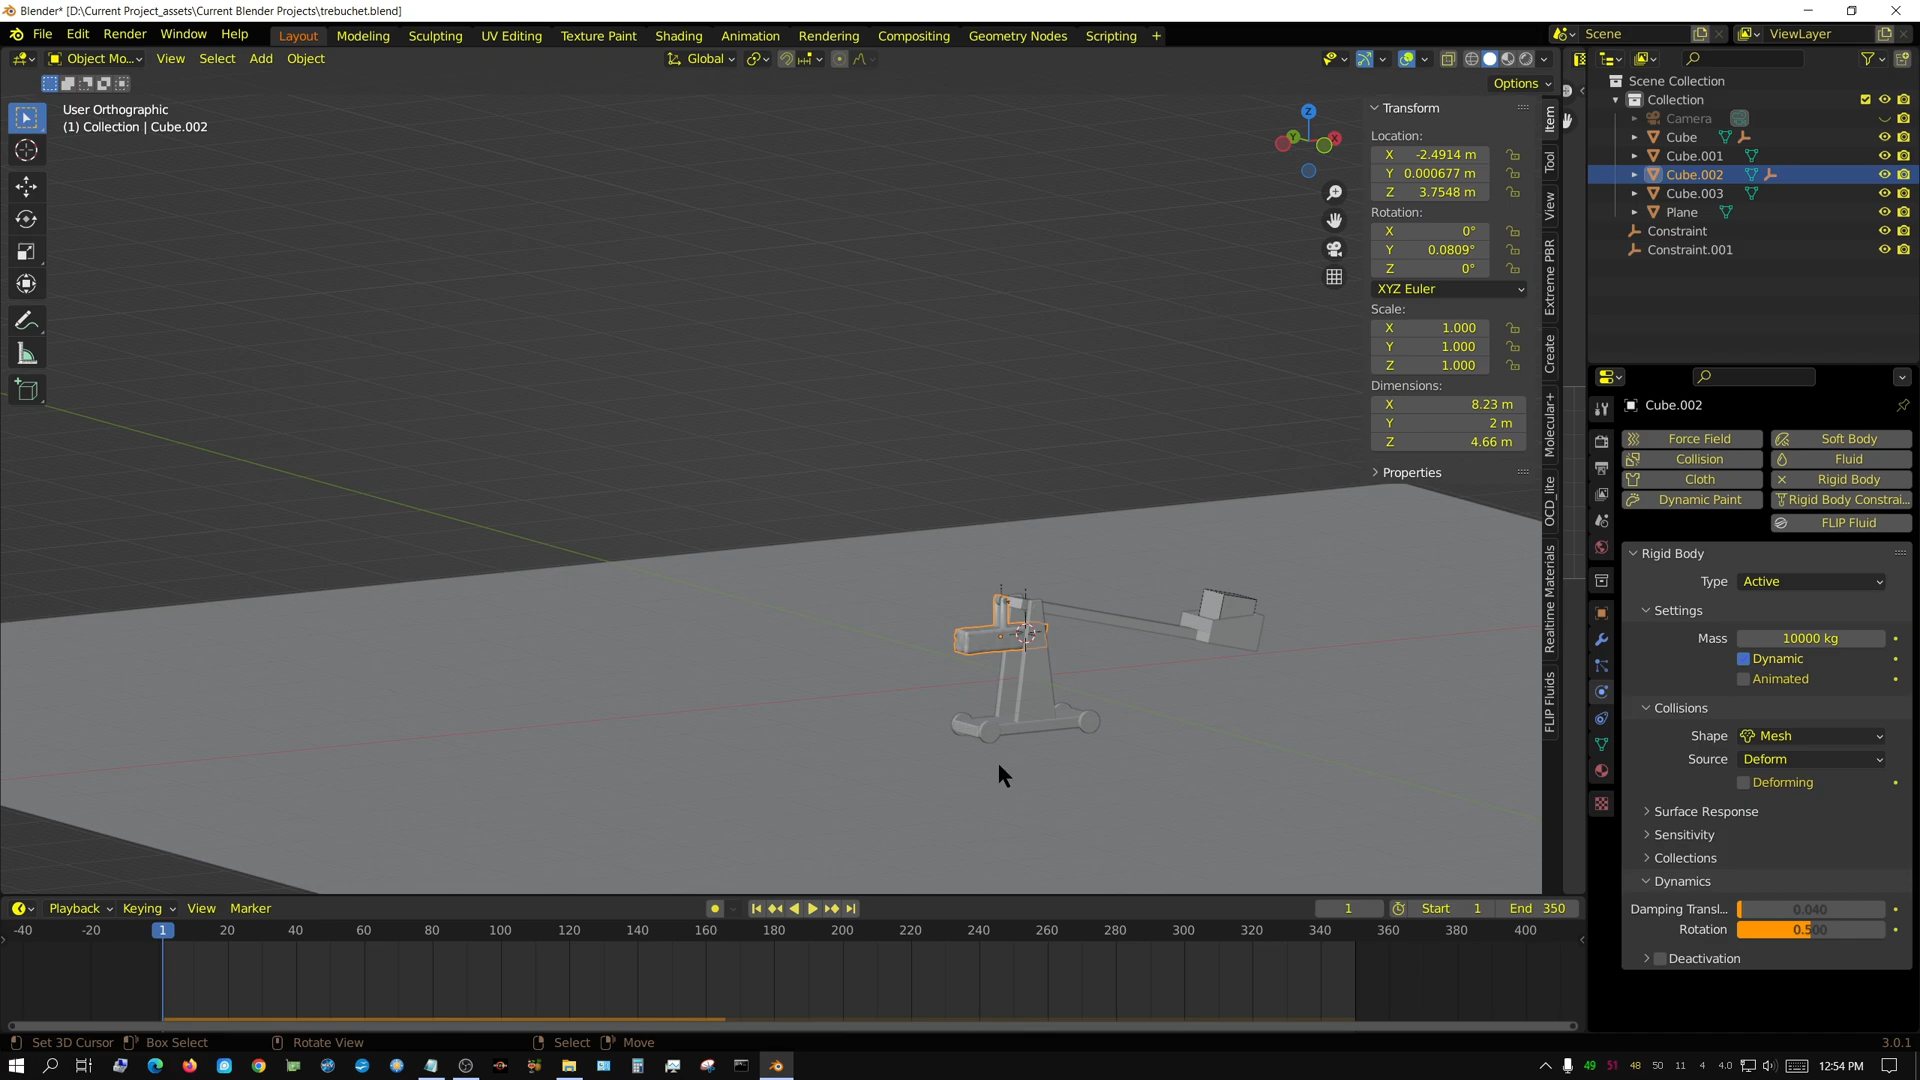 Blender* [D:\Current Project_assets\Current Blender Projects\trebuchet.blend]
File Edit Render Window Help Layout Modeling Sculpting UV Editing Texture Paint Shading Animation Rendering Compositing Geometry Nodes Scripting +
Scene ViewLayer
Object Mo... View Select Add Object Global
Options
User Orthographic
(1) Collection | Cube.002
Z
Y
X
Transform
Location:
X -2.4914 m
Y 0.000677 m
Z 3.7548 m
Rotation:
X 0°
Y 0.0809°
Z 0°
XYZ Euler
Scale:
X 1.000
Y 1.000
Z 1.000
Dimensions:
X 8.23 m
Y 2 m
Z 4.66 m
Properties
Item
Tool
View
Extreme PBR
Create
Molecular+
OCD_lite
Realtime Materials
FLIP Fluids
Scene Collection
Collection
Camera
Cube
Cube.001
Cube.002
Cube.003
Plane
Constraint
Constraint.001
Cube.002
Force Field Soft Body
Collision Fluid
Cloth Rigid Body
Dynamic Paint Rigid Body Constrai...
FLIP Fluid
Rigid Body
Type Active
Settings
Mass 10000 kg
Dynamic
Animated
Collisions
Shape Mesh
Source Deform
Deforming
Surface Response
Sensitivity
Collections
Dynamics
Damping Transl... 0.040
Rotation 0.500
Deactivation
Playback Keying View Marker 1 Start 1 End 350
-40 -20 1 20 40 60 80 100 120 140 160 180 200 220 240 260 280 300 320 340 360 380 400
Set 3D Cursor Box Select Rotate View Select Move 3.0.1
49 51 48 50 11 4 4.0 12:54 PM